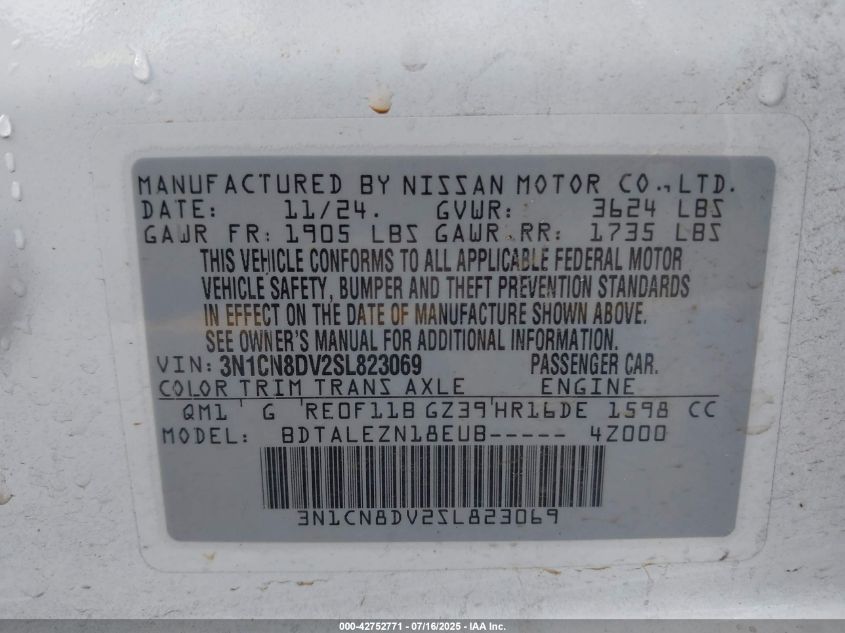 MANUFACTURED BY NISSAN MOTOR CO.,LTD.
DATE: 11/24. GVWR: 3624 LBS
GAWR FR: 1905 LBS GAWR RR: 1735 LBS
THIS VEHICLE CONFORMS TO ALL APPLICABLE FEDERAL MOTOR
VEHICLE SAFETY, BUMPER AND THEFT PREVENTION STANDARDS
IN EFFECT ON THE DATE OF MANUFACTURE SHOWN ABOVE.
SEE OWNER'S MANUAL FOR ADDITIONAL INFORMATION.
VIN: 3N1CN8DV2SL823069 PASSENGER CAR.
COLOR TRIM TRANS AXLE ENGINE
QM1 G RE0F11B GZ39 HR16DE 1598 CC
MODEL: BDTALEZN18EUB----- 4Z000
3N1CN8DV2SL823069
000-42752771 - 07/16/2025 - IAA Inc.